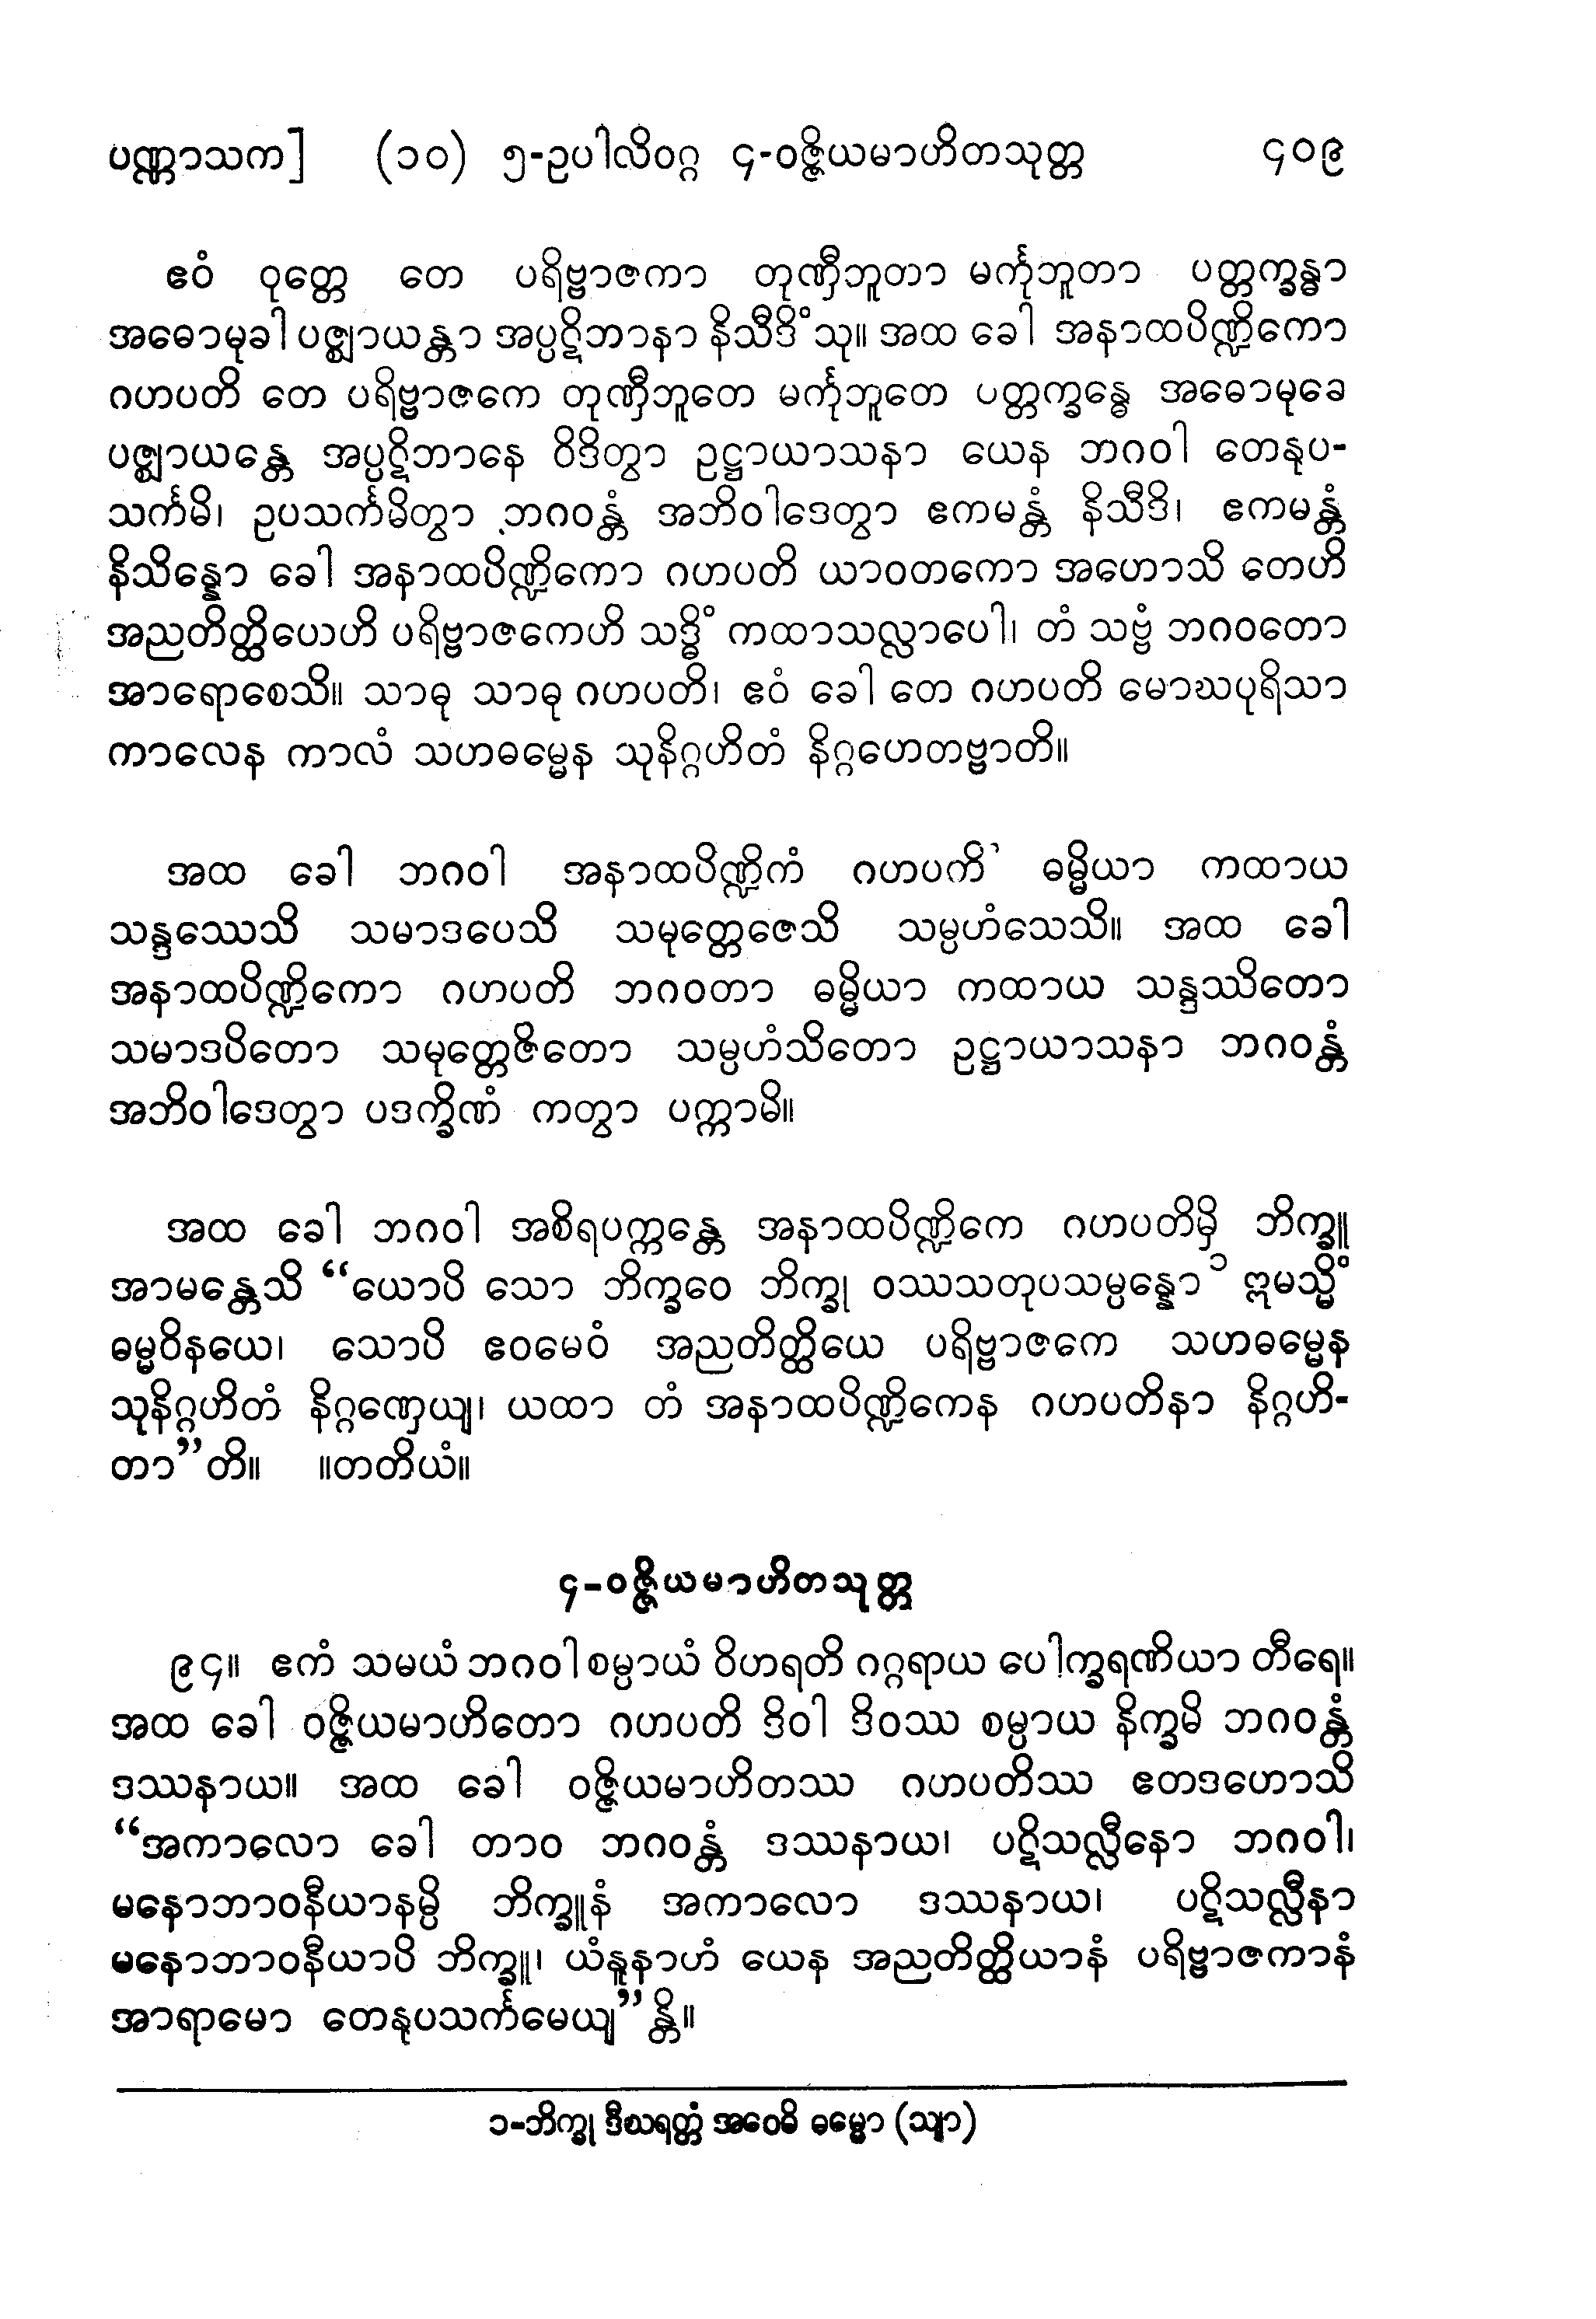 ပဏ္ဏာသက] (၁၀) ၅-ဥပါလိဝဂ္ဂ ၄-ဝဇ္ဇိယမာဟိတသုတ္တ ၄၀၉
ဧဝံ ဝုတ္တေ တေ ပရိဗ္ဗာဇကာ တုဏှီဘူတာ မင်္ကုဘူတာ ပတ္တက္ခန္ဓာ
အဓောမုခါ ပဇ္ဈာယန္တာ အပ္ပဋိဘာနာ နိသီဒိံသု။ အထ ခေါ အနာထပိဏ္ဍိကော
ဂဟပတိ တေ ပရိဗ္ဗာဇကေ တုဏှီဘူတေ မင်္ကုဘူတေ ပတ္တက္ခန္ဓေ အဓောမုခေ
ပဇ္ဈာယန္တေ အပ္ပဋိဘာနေ ဝိဒိတွာ ဥဋ္ဌာယာသနာ ယေန ဘဂဝါ တေနုပ-
သင်္ကမိ၊ ဥပသင်္ကမိတွာ ဘဂဝန္တံ အဘိဝါဒေတွာ ဧကမန္တံ နိသီဒိ၊ ဧကမန္တံ
နိသိန္နော ခေါ အနာထပိဏ္ဍိကော ဂဟပတိ ယာဝတကော အဟောသိ တေဟိ
အညတိတ္ထိယေဟိ ပရိဗ္ဗာဇကေဟိ သဒ္ဓိံ ကထာသလ္လာပေါ၊ တံ သဗ္ဗံ ဘဂဝတော
အာရောစေသိ။ သာဓု သာဓု ဂဟပတိ၊ ဧဝံ ခေါ တေ ဂဟပတိ မောဃပုရိသာ
ကာလေန ကာလံ သဟဓမ္မေန သုနိဂ္ဂဟိတံ နိဂ္ဂဟေတဗ္ဗာတိ။
အထ ခေါ ဘဂဝါ အနာထပိဏ္ဍိကံ ဂဟပတိံ ဓမ္မိယာ ကထာယ
သန္ဒဿေသိ သမာဒပေသိ သမုတ္တေဇေသိ သမ္ပဟံသေသိ။ အထ ခေါ
အနာထပိဏ္ဍိကော ဂဟပတိ ဘဂဝတာ ဓမ္မိယာ ကထာယ သန္ဒဿိတော
သမာဒပိတော သမုတ္တေဇိတော သမ္ပဟံသိတော ဥဋ္ဌာယာသနာ ဘဂဝန္တံ
အဘိဝါဒေတွာ ပဒက္ခိဏံ ကတွာ ပက္ကာမိ။
အထ ခေါ ဘဂဝါ အစိရပက္ကန္တေ အနာထပိဏ္ဍိကေ ဂဟပတိမှိ ဘိက္ခူ
အာမန္တေသိ “ယောပိ သော ဘိက္ခဝေ ဘိက္ခု ဝဿသတုပသမ္ပန္နော ၁ ဣမသ္မိံ
ဓမ္မဝိနယေ၊ သောပိ ဧဝမေဝံ အညတိတ္ထိယေ ပရိဗ္ဗာဇကေ သဟဓမ္မေန
သုနိဂ္ဂဟိတံ နိဂ္ဂဏှေယျ၊ ယထာ တံ အနာထပိဏ္ဍိကေန ဂဟပတိနာ နိဂ္ဂဟိ-
တာ”တိ။ ။တတိယံ။
၄-ဝဇ္ဇိယမာဟိတသုတ္တ
၉၄။ ဧကံ သမယံ ဘဂဝါ စမ္ပာယံ ဝိဟရတိ ဂဂ္ဂရာယ ပေါက္ခရဏိယာ တီရေ။
အထ ခေါ ဝဇ္ဇိယမာဟိတော ဂဟပတိ ဒိဝါ ဒိဝဿ စမ္ပာယ နိက္ခမိ ဘဂဝန္တံ
ဒဿနာယ။ အထ ခေါ ဝဇ္ဇိယမာဟိတဿ ဂဟပတိဿ ဧတဒဟောသိ
“အကာလော ခေါ တာဝ ဘဂဝန္တံ ဒဿနာယ၊ ပဋိသလ္လီနော ဘဂဝါ၊
မနောဘာဝနီယာနမ္ပိ ဘိက္ခူနံ အကာလော ဒဿနာယ၊ ပဋိသလ္လီနာ
မနောဘာဝနီယာပိ ဘိက္ခူ၊ ယံနူနာဟံ ယေန အညတိတ္ထိယာနံ ပရိဗ္ဗာဇကာနံ
အာရာမော တေနုပသင်္ကမေယျ”န္တိ။
၁-ဘိက္ခု ဒီဃရတ္တံ အဝေဓိ ဓမ္မော (သျာ)